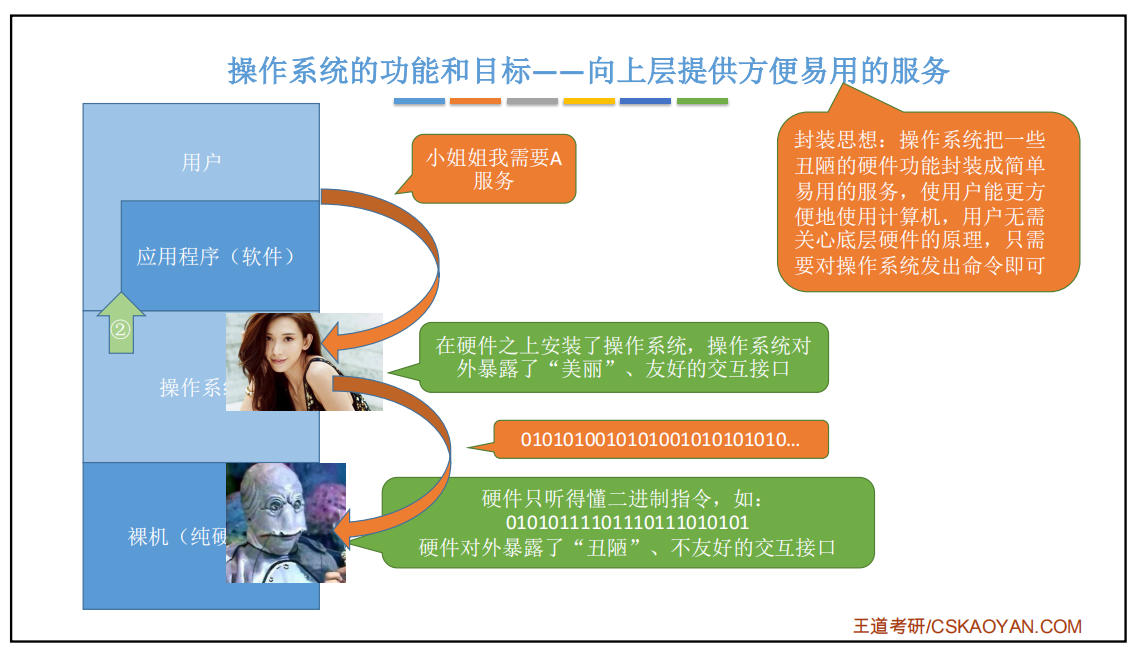 操作系统的功能和目标——向上层提供方便易用的服务
用户
小姐姐我需要A
服务
封装思想：操作系统把一些
丑陋的硬件功能封装成简单
易用的服务，使用户能更方
便地使用计算机，用户无需
关心底层硬件的原理，只需
要对操作系统发出命令即可
应用程序（软件）
②
在硬件之上安装了操作系统，操作系统对
外暴露了“美丽”、友好的交互接口
操作系
0101010010101001010101010…
硬件只听得懂二进制指令，如：
01010111101110111010101
硬件对外暴露了“丑陋”、不友好的交互接口
裸机（纯硬
王道考研/CSKAOYAN.COM